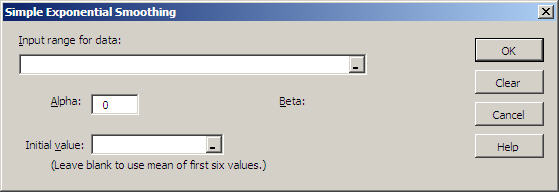 Simple Exponential Smoothing
Input range for data:
OK
Clear
Alpha: 0 Beta:
Cancel
Initial value:
Help
(Leave blank to use mean of first six values.)